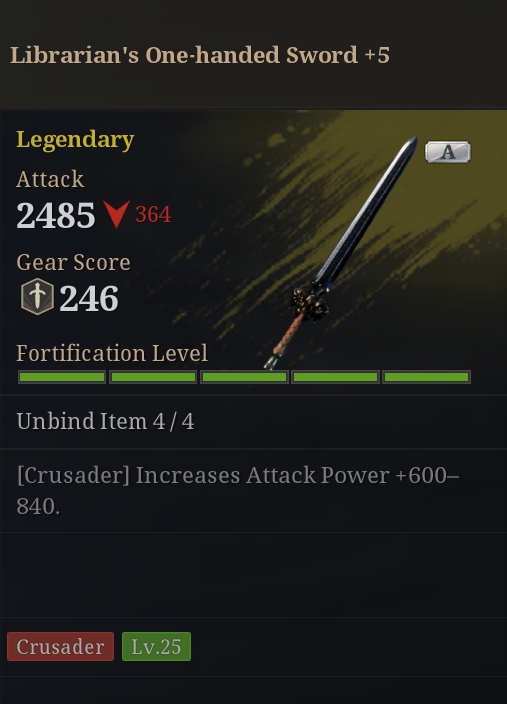 Librarian's One-handed Sword +5
Legendary
A
Attack
2485 364
Gear Score
246
Fortification Level
Unbind Item 4 / 4
[Crusader] Increases Attack Power +600–
840.
Crusader Lv.25